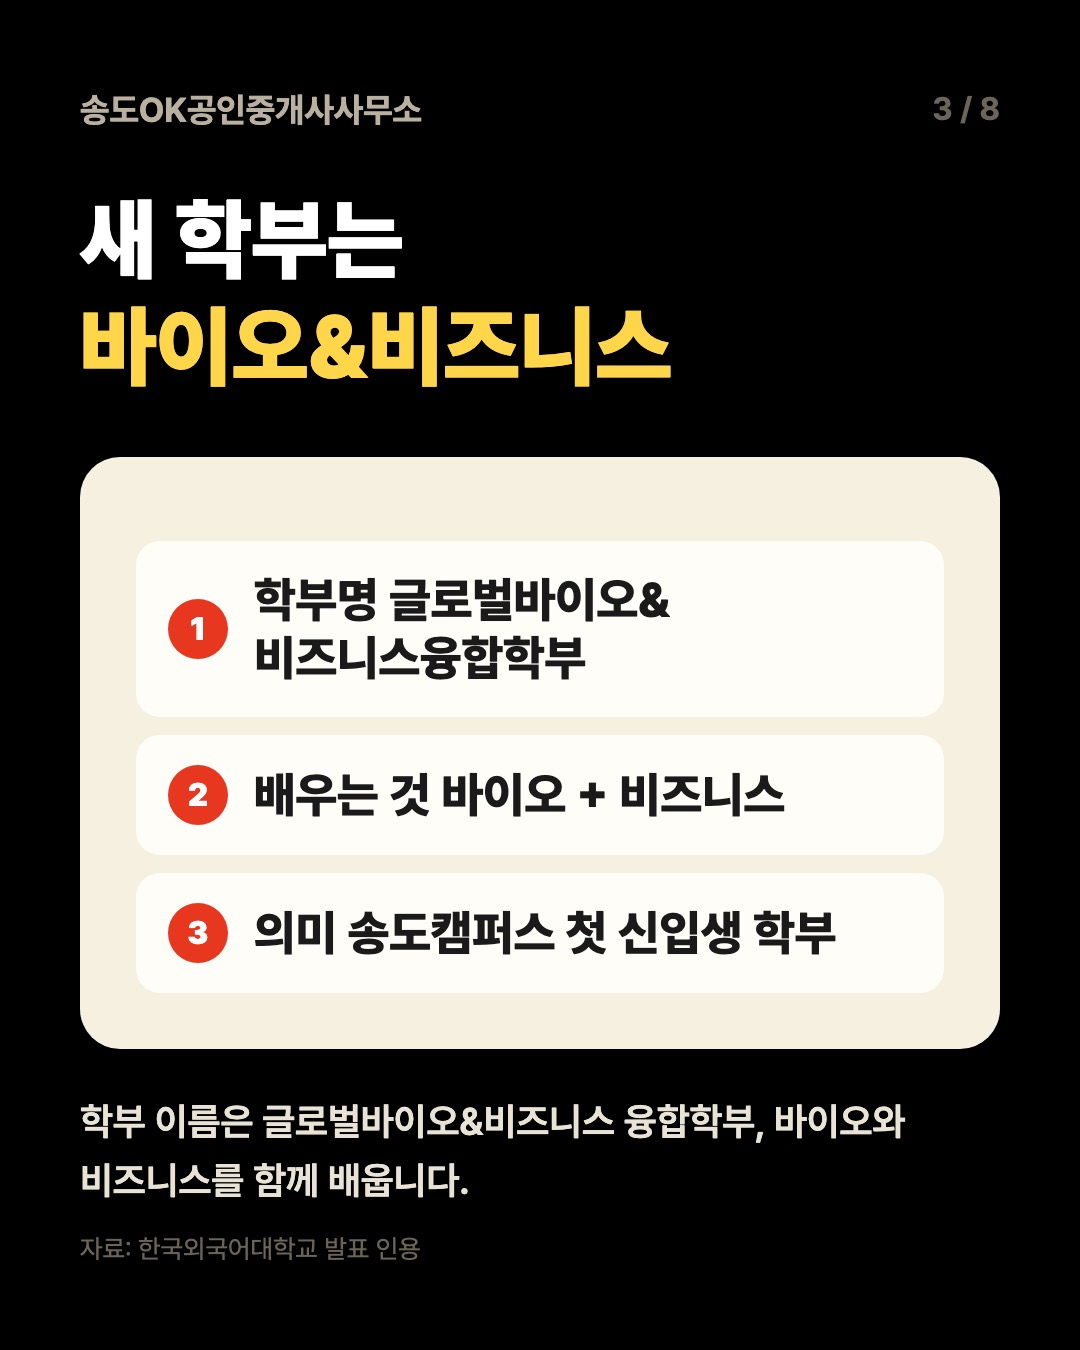 송도OK공인중개사사무소
3 / 8
새 학부는
바이오&비즈니스
1 학부명 글로벌바이오&
비즈니스융합학부
2 배우는 것 바이오 + 비즈니스
3 의미 송도캠퍼스 첫 신입생 학부
학부 이름은 글로벌바이오&비즈니스 융합학부, 바이오와
비즈니스를 함께 배웁니다.
자료: 한국외국어대학교 발표 인용